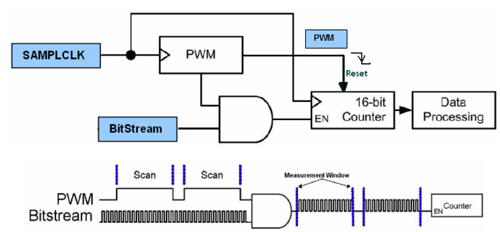 SAMPLCLK
PWM
PWM
Reset
BitStream
16-bit
Counter
EN
Data
Processing
Scan
Scan
Measurement Window
PWM
Bitstream
EN
Counter